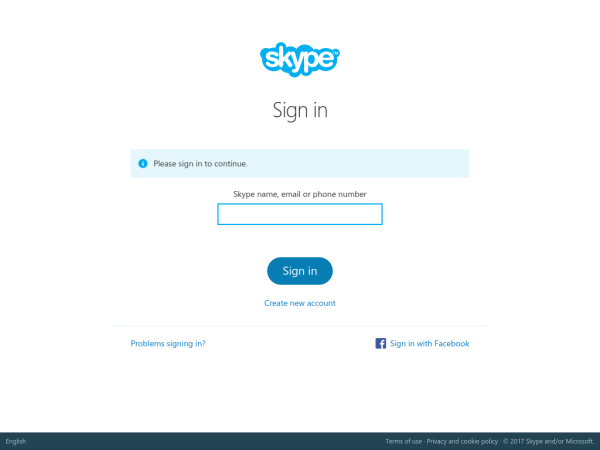 skype™
Sign in
Please sign in to continue.
Skype name, email or phone number
Sign in
Create new account
Problems signing in?
Sign in with Facebook
English
Terms of use · Privacy and cookie policy · © 2017 Skype and/or Microsoft.